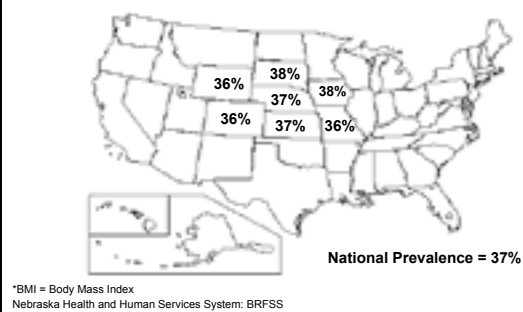 38%
36%
38%
37%
36%
37%
36%
National Prevalence = 37%
*BMI = Body Mass Index
Nebraska Health and Human Services System: BRFSS